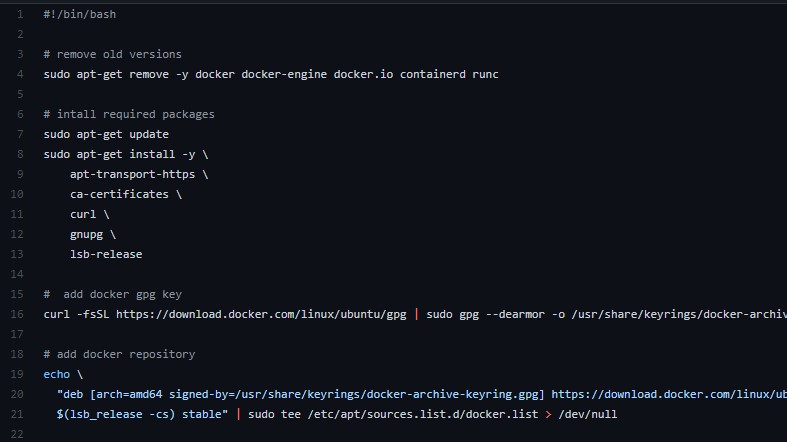 1 #!/bin/bash
2
3 # remove old versions
4 sudo apt-get remove -y docker docker-engine docker.io containerd runc
5
6 # intall required packages
7 sudo apt-get update
8 sudo apt-get install -y \
9 apt-transport-https \
10 ca-certificates \
11 curl \
12 gnupg \
13 lsb-release
14
15 #  add docker gpg key
16 curl -fsSL https://download.docker.com/linux/ubuntu/gpg | sudo gpg --dearmor -o /usr/share/keyrings/docker-archiv
17
18 # add docker repository
19 echo \
20 "deb [arch=amd64 signed-by=/usr/share/keyrings/docker-archive-keyring.gpg] https://download.docker.com/linux/ub
21 $(lsb_release -cs) stable" | sudo tee /etc/apt/sources.list.d/docker.list > /dev/null
22